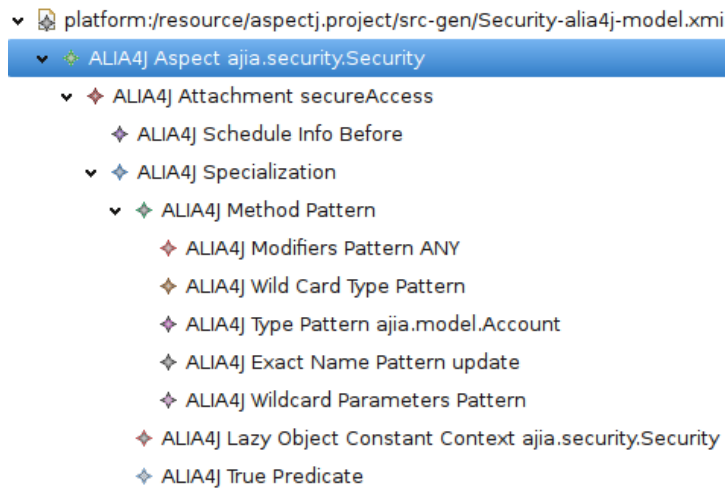 platform:/resource/aspectj.project/src-gen/Security-alia4j-model.xmi
ALIA4J Aspect ajia.security.Security
ALIA4J Attachment secureAccess
ALIA4J Schedule Info Before
ALIA4J Specialization
ALIA4J Method Pattern
ALIA4J Modifiers Pattern ANY
ALIA4J Wild Card Type Pattern
ALIA4J Type Pattern ajia.model.Account
ALIA4J Exact Name Pattern update
ALIA4J Wildcard Parameters Pattern
ALIA4J Lazy Object Constant Context ajia.security.Security
ALIA4J True Predicate